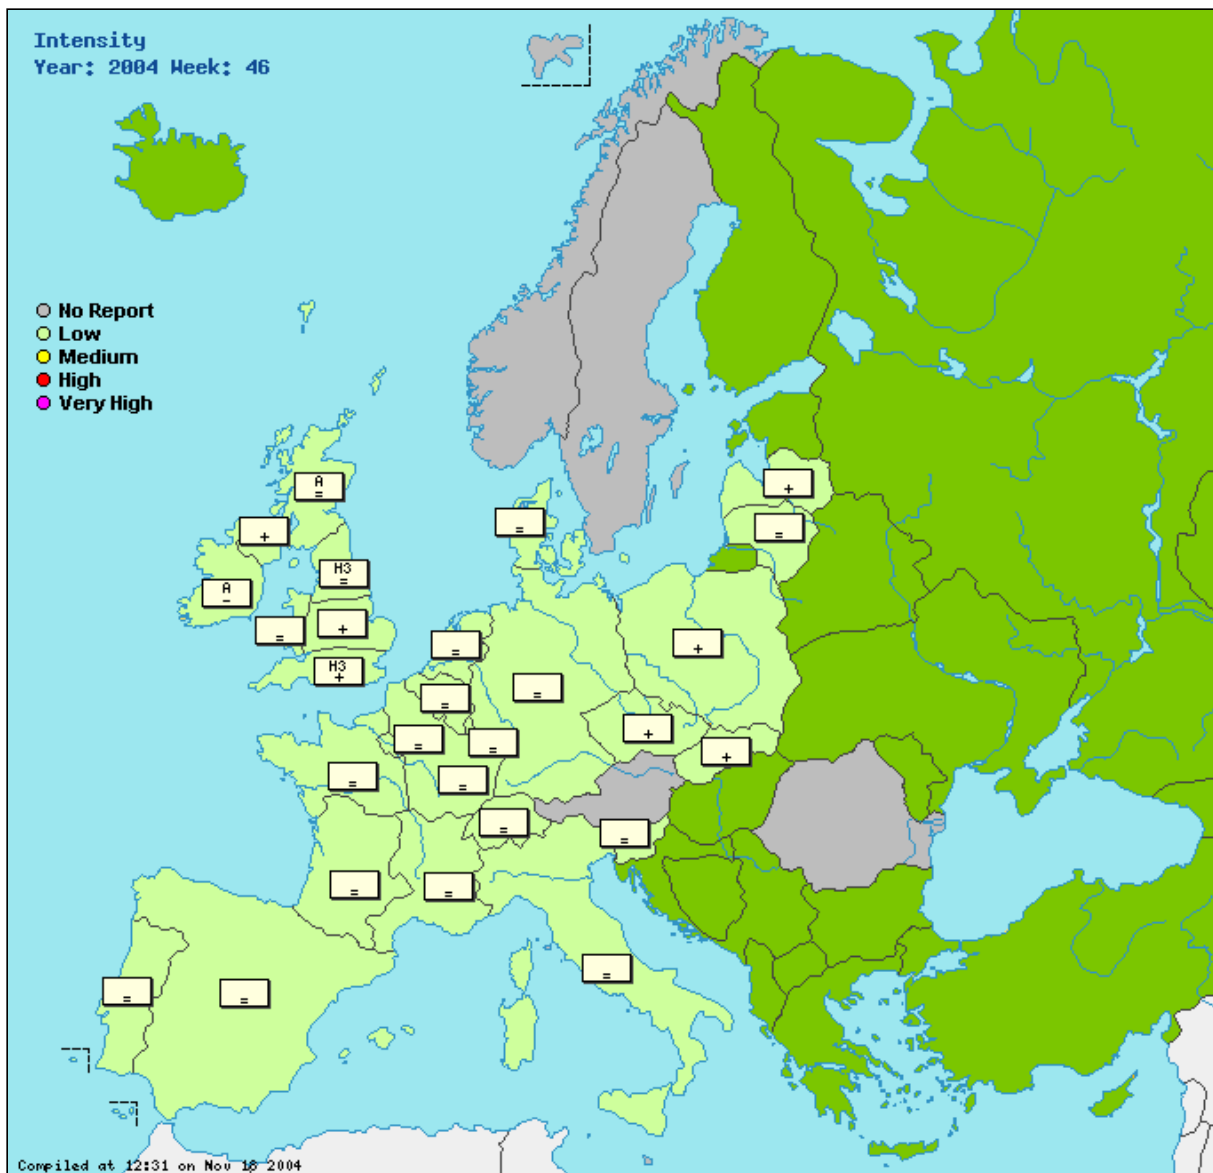 Intensity
Year: 2004 Week: 46
No Report
Low
Medium
High
Very High
A
=
+
=
+
H3
=
=
A
-
+
=
=
+
H3
+
=
=
=
+
=
=
+
=
=
=
=
=
=
=
=
=
Compiled at 12:31 on Nov 18 2004